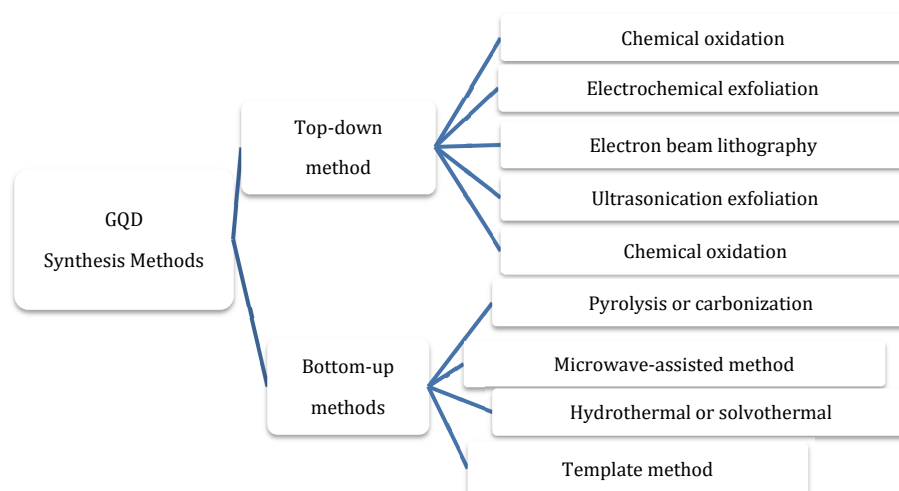 GQD
Synthesis Methods
Top-down
method
Chemical oxidation
Electrochemical exfoliation
Electron beam lithography
Ultrasonication exfoliation
Chemical oxidation
Bottom-up
methods
Pyrolysis or carbonization
Microwave-assisted method
Hydrothermal or solvothermal
Template method